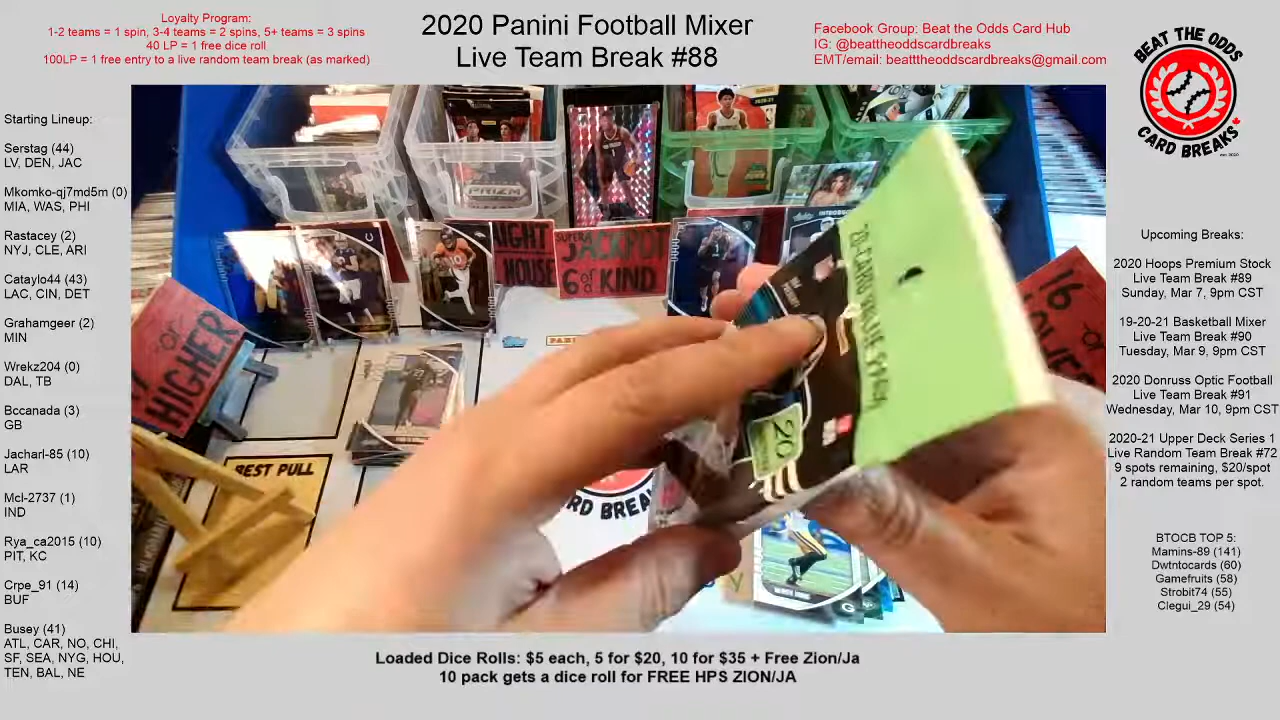 Loyalty Program:
1-2 teams = 1 spin, 3-4 teams = 2 spins, 5+ teams = 3 spins
40 LP = 1 free dice roll
100LP = 1 free entry to a live random team break (as marked)
2020 Panini Football Mixer
Live Team Break #88
Facebook Group: Beat the Odds Card Hub
IG: @beattheoddscardbreaks
EMT/email: beatttheoddscardbreaks@gmail.com
BEAT THE ODDS
CARD BREAKS
Starting Lineup:
Serstag (44)
LV, DEN, JAC
Mkomko-qj7md5m (0)
MIA, WAS, PHI
Rastacey (2)
NYJ, CLE, ARI
Cataylo44 (43)
LAC, CIN, DET
Grahamgeer (2)
MIN
Wrekz204 (0)
DAL, TB
Bccanada (3)
GB
Jacharl-85 (10)
LAR
Mcl-2737 (1)
IND
Rya_ca2015 (10)
PIT, KC
Crpe_91 (14)
BUF
Busey (41)
ATL, CAR, NO, CHI,
SF, SEA, NYG, HOU,
TEN, BAL, NE
PRIZM
SUPER
JACKPOT
6 of KIND
HOUSE
or
HIGHER
16
or
BEST PULL
20
CARD BREA
Upcoming Breaks:
2020 Hoops Premium Stock
Live Team Break #89
Sunday, Mar 7, 9pm CST
19-20-21 Basketball Mixer
Live Team Break #90
Tuesday, Mar 9, 9pm CST
2020 Donruss Optic Football
Live Team Break #91
Wednesday, Mar 10, 9pm CST
2020-21 Upper Deck Series 1
Live Random Team Break #72
9 spots remaining, $20/spot
2 random teams per spot.
BTOCB TOP 5:
Mamins-89 (141)
Dwtntocards (60)
Gamefruits (58)
Strobit74 (55)
Clegui_29 (54)
Loaded Dice Rolls: $5 each, 5 for $20, 10 for $35 + Free Zion/Ja
10 pack gets a dice roll for FREE HPS ZION/JA